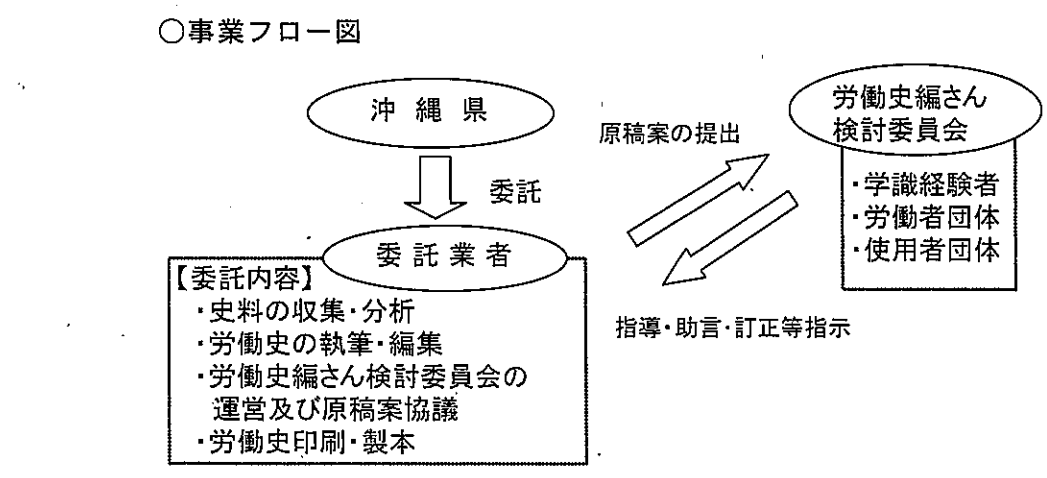 ○事業フロー図
沖縄県
委託
委託業者
【委託内容】
・史料の収集・分析
・労働史の執筆・編集
・労働史編さん検討委員会の
運営及び原稿案協議
・労働史印刷・製本
原稿案の提出
指導・助言・訂正等指示
労働史編さん
検討委員会
・学識経験者
・労働者団体
・使用者団体